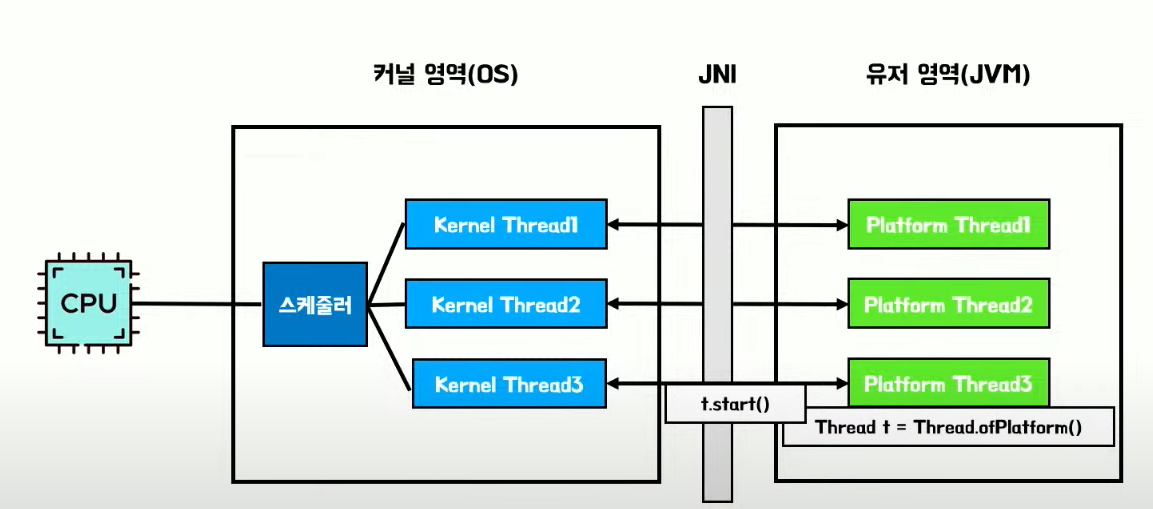 커널 영역(OS)
JNI
유저 영역(JVM)
CPU
스케줄러
Kernel Thread1
Kernel Thread2
Kernel Thread3
Platform Thread1
Platform Thread2
Platform Thread3
t.start()
Thread t = Thread.ofPlatform()